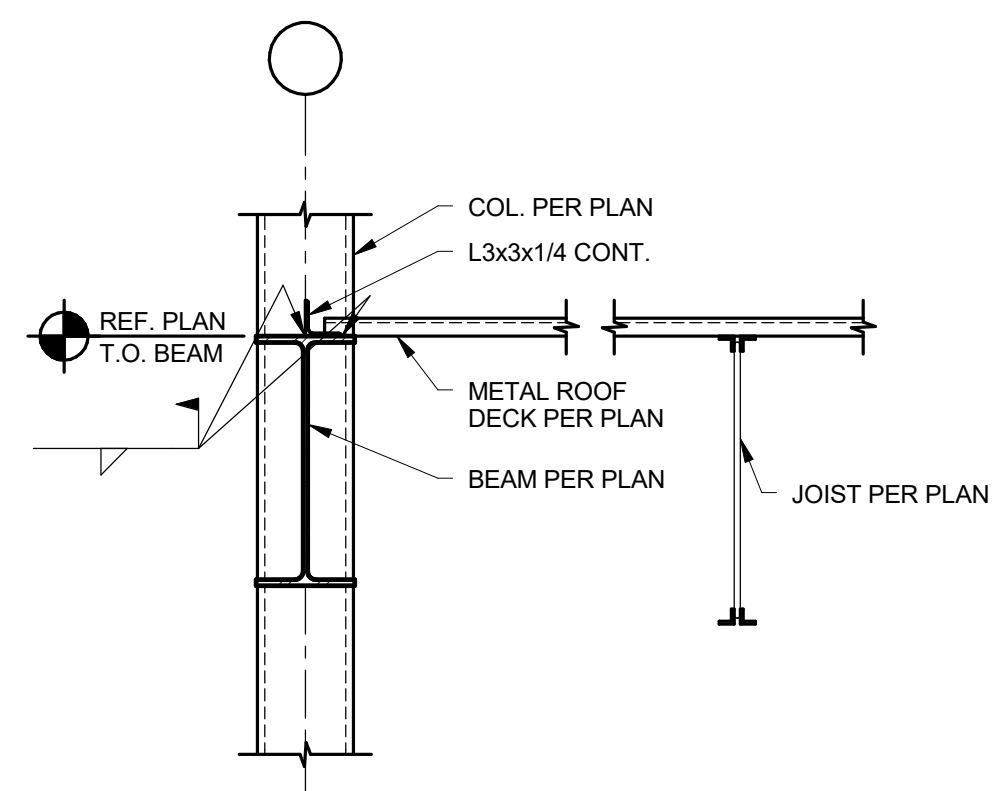 COL. PER PLAN
L3x3x1/4 CONT.
REF. PLAN
T.O. BEAM
METAL ROOF
DECK PER PLAN
BEAM PER PLAN
JOIST PER PLAN